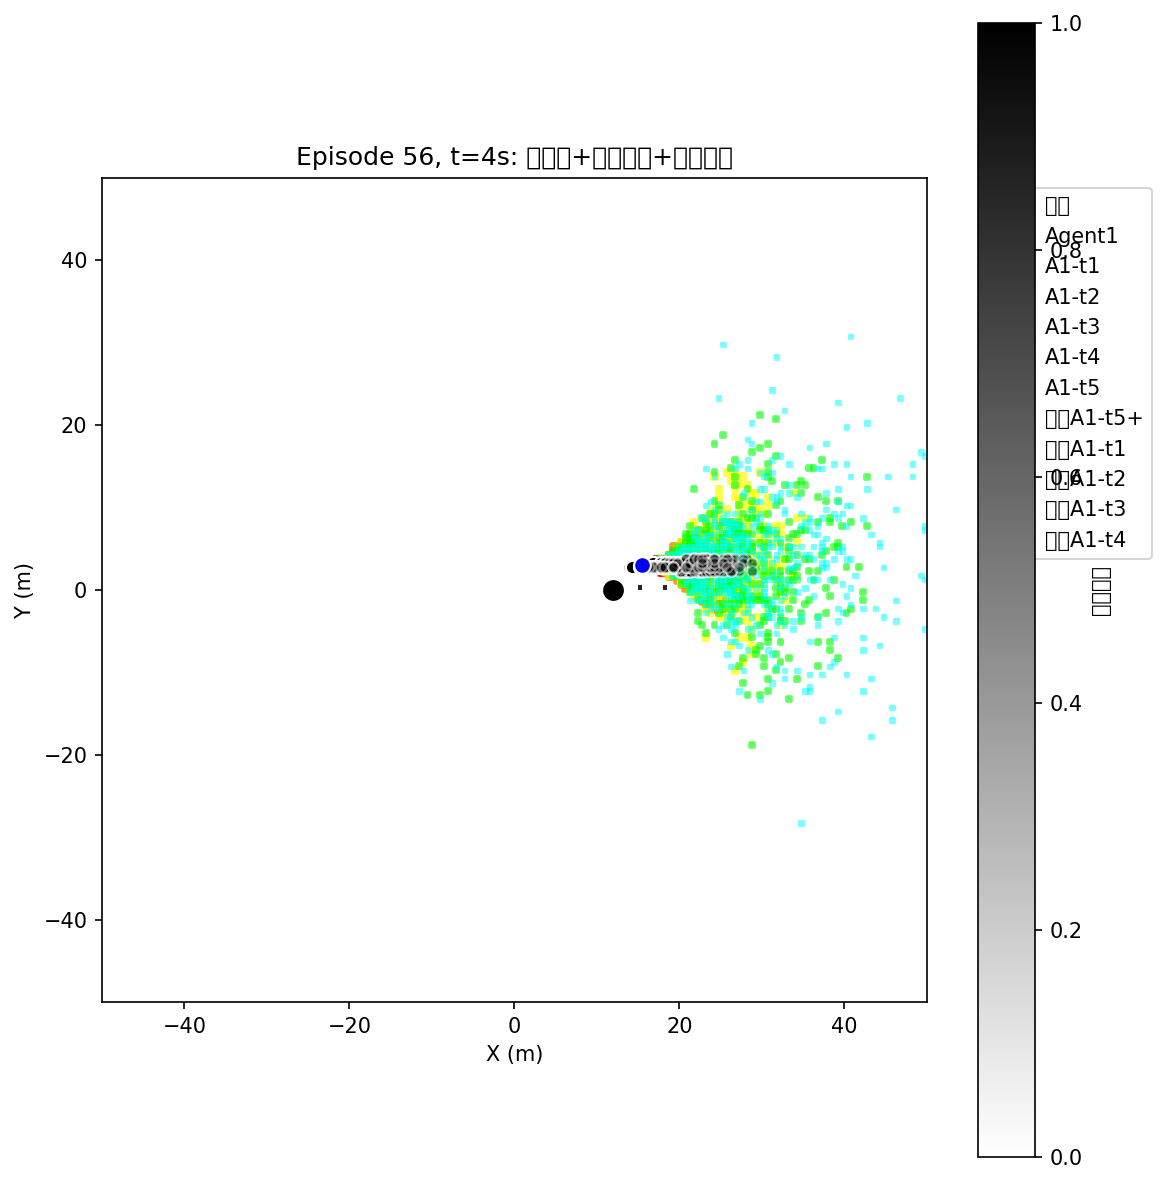 Episode 56, t=4s: □□□+□□□□+□□□□
1.0
0.8
0.6
0.4
0.2
0.0
□□
Agent1
A1-t1
A1-t2
A1-t3
A1-t4
A1-t5
□□A1-t5+
□□A1-t1
□□A1-t2
□□A1-t3
□□A1-t4
□□□□
Y (m)
40
20
0
−20
−40
−40
−20
0
20
40
X (m)